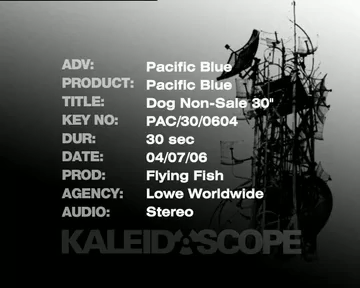 ADV: Pacific Blue
PRODUCT: Pacific Blue
TITLE: Dog Non-Sale 30"
KEY NO: PAC/30/0604
DUR: 30 sec
DATE: 04/07/06
PROD: Flying Fish
AGENCY: Lowe Worldwide
AUDIO: Stereo
KALEIDOSCOPE